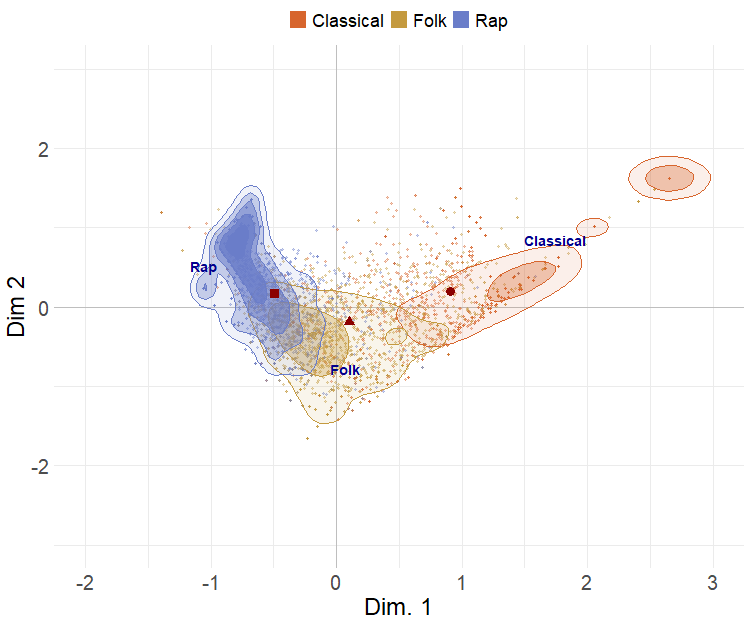 Classical Folk Rap
2
Classical
Rap
Dim 2
0
Folk
-2
-2 -1 0 1 2 3
Dim. 1